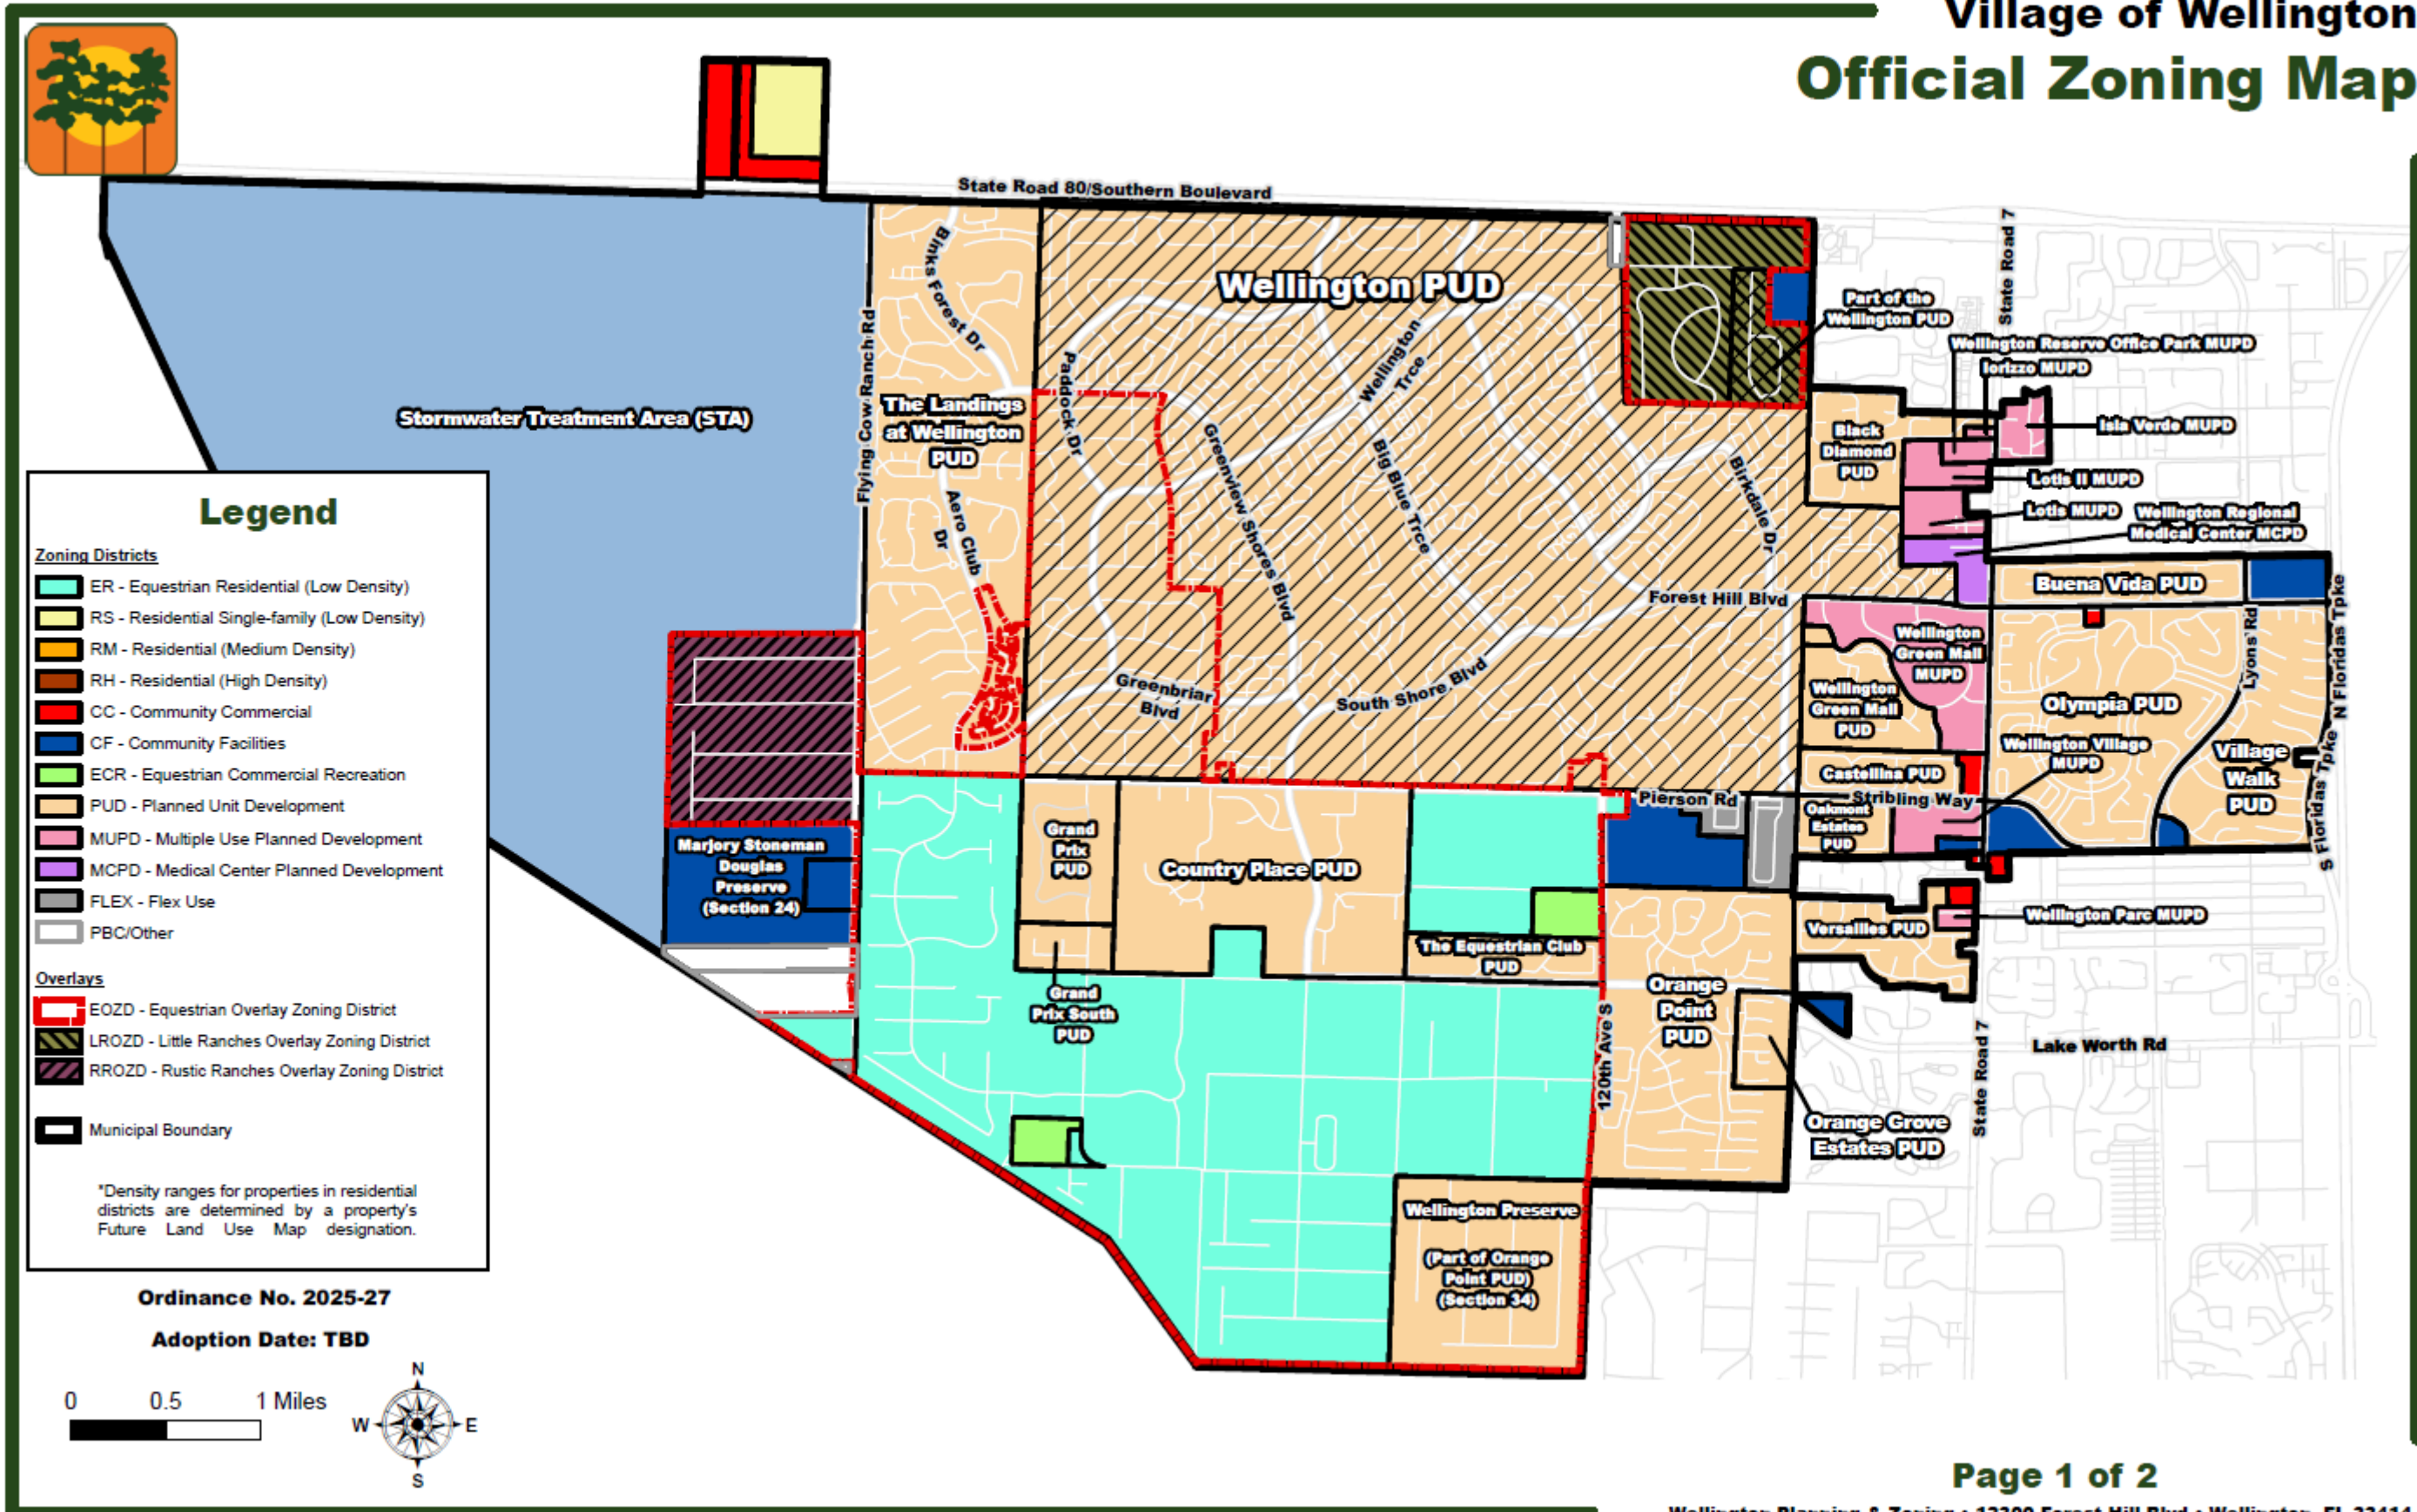 Village of Wellington
Official Zoning Map
State Road 80/Southern Boulevard
Binks Forest Dr
Wellington PUD
State Road 7
Part of the
Wellington PUD
Wellington Reserve Office Park MUPD
Iorizzo MUPD
Flying Cow Ranch Rd
Paddock Dr
Wellington
Trce
Stormwater Treatment Area (STA)
The Landings
at Wellington
PUD
Greenview Shores Blvd
Big Blue Trce
Birkdale Dr
Black
Diamond
PUD
Isla Verde MUPD
Lotis II MUPD
Lotis MUPD
Wellington Regional
Medical Center MCPD
Aero Club
Dr
Buena Vida PUD
Forest Hill Blvd
Lyons Rd
N Floridas Tpke
Wellington
Green Mall
MUPD
Wellington
Green Mall
PUD
Greenbriar
Blvd
South Shore Blvd
Olympia PUD
Wellington Village
MUPD
Village
Walk
PUD
S Floridas Tpke
Castellina PUD
Pierson Rd
Stribling Way
Oakmont
Estates
PUD
Marjory Stoneman
Douglas
Preserve
(Section 24)
Grand
Prix
PUD
Country Place PUD
Wellington Parc MUPD
Versailles PUD
The Equestrian Club
PUD
Grand
Prix South
PUD
Orange
Point
PUD
120th Ave S
State Road 7
Lake Worth Rd
Orange Grove
Estates PUD
Wellington Preserve
(Part of Orange
Point PUD)
(Section 34)
Legend
Zoning Districts
ER - Equestrian Residential (Low Density)
RS - Residential Single-family (Low Density)
RM - Residential (Medium Density)
RH - Residential (High Density)
CC - Community Commercial
CF - Community Facilities
ECR - Equestrian Commercial Recreation
PUD - Planned Unit Development
MUPD - Multiple Use Planned Development
MCPD - Medical Center Planned Development
FLEX - Flex Use
PBC/Other
Overlays
EOZD - Equestrian Overlay Zoning District
LROZD - Little Ranches Overlay Zoning District
RROZD - Rustic Ranches Overlay Zoning District
Municipal Boundary
*Density ranges for properties in residential
districts are determined by a property's
Future Land Use Map designation.
Ordinance No. 2025-27
Adoption Date: TBD
0 0.5 1 Miles
N
W E
S
Page 1 of 2
Wellington Planning & Zoning • 12300 Forest Hill Blvd • Wellington, FL 33414